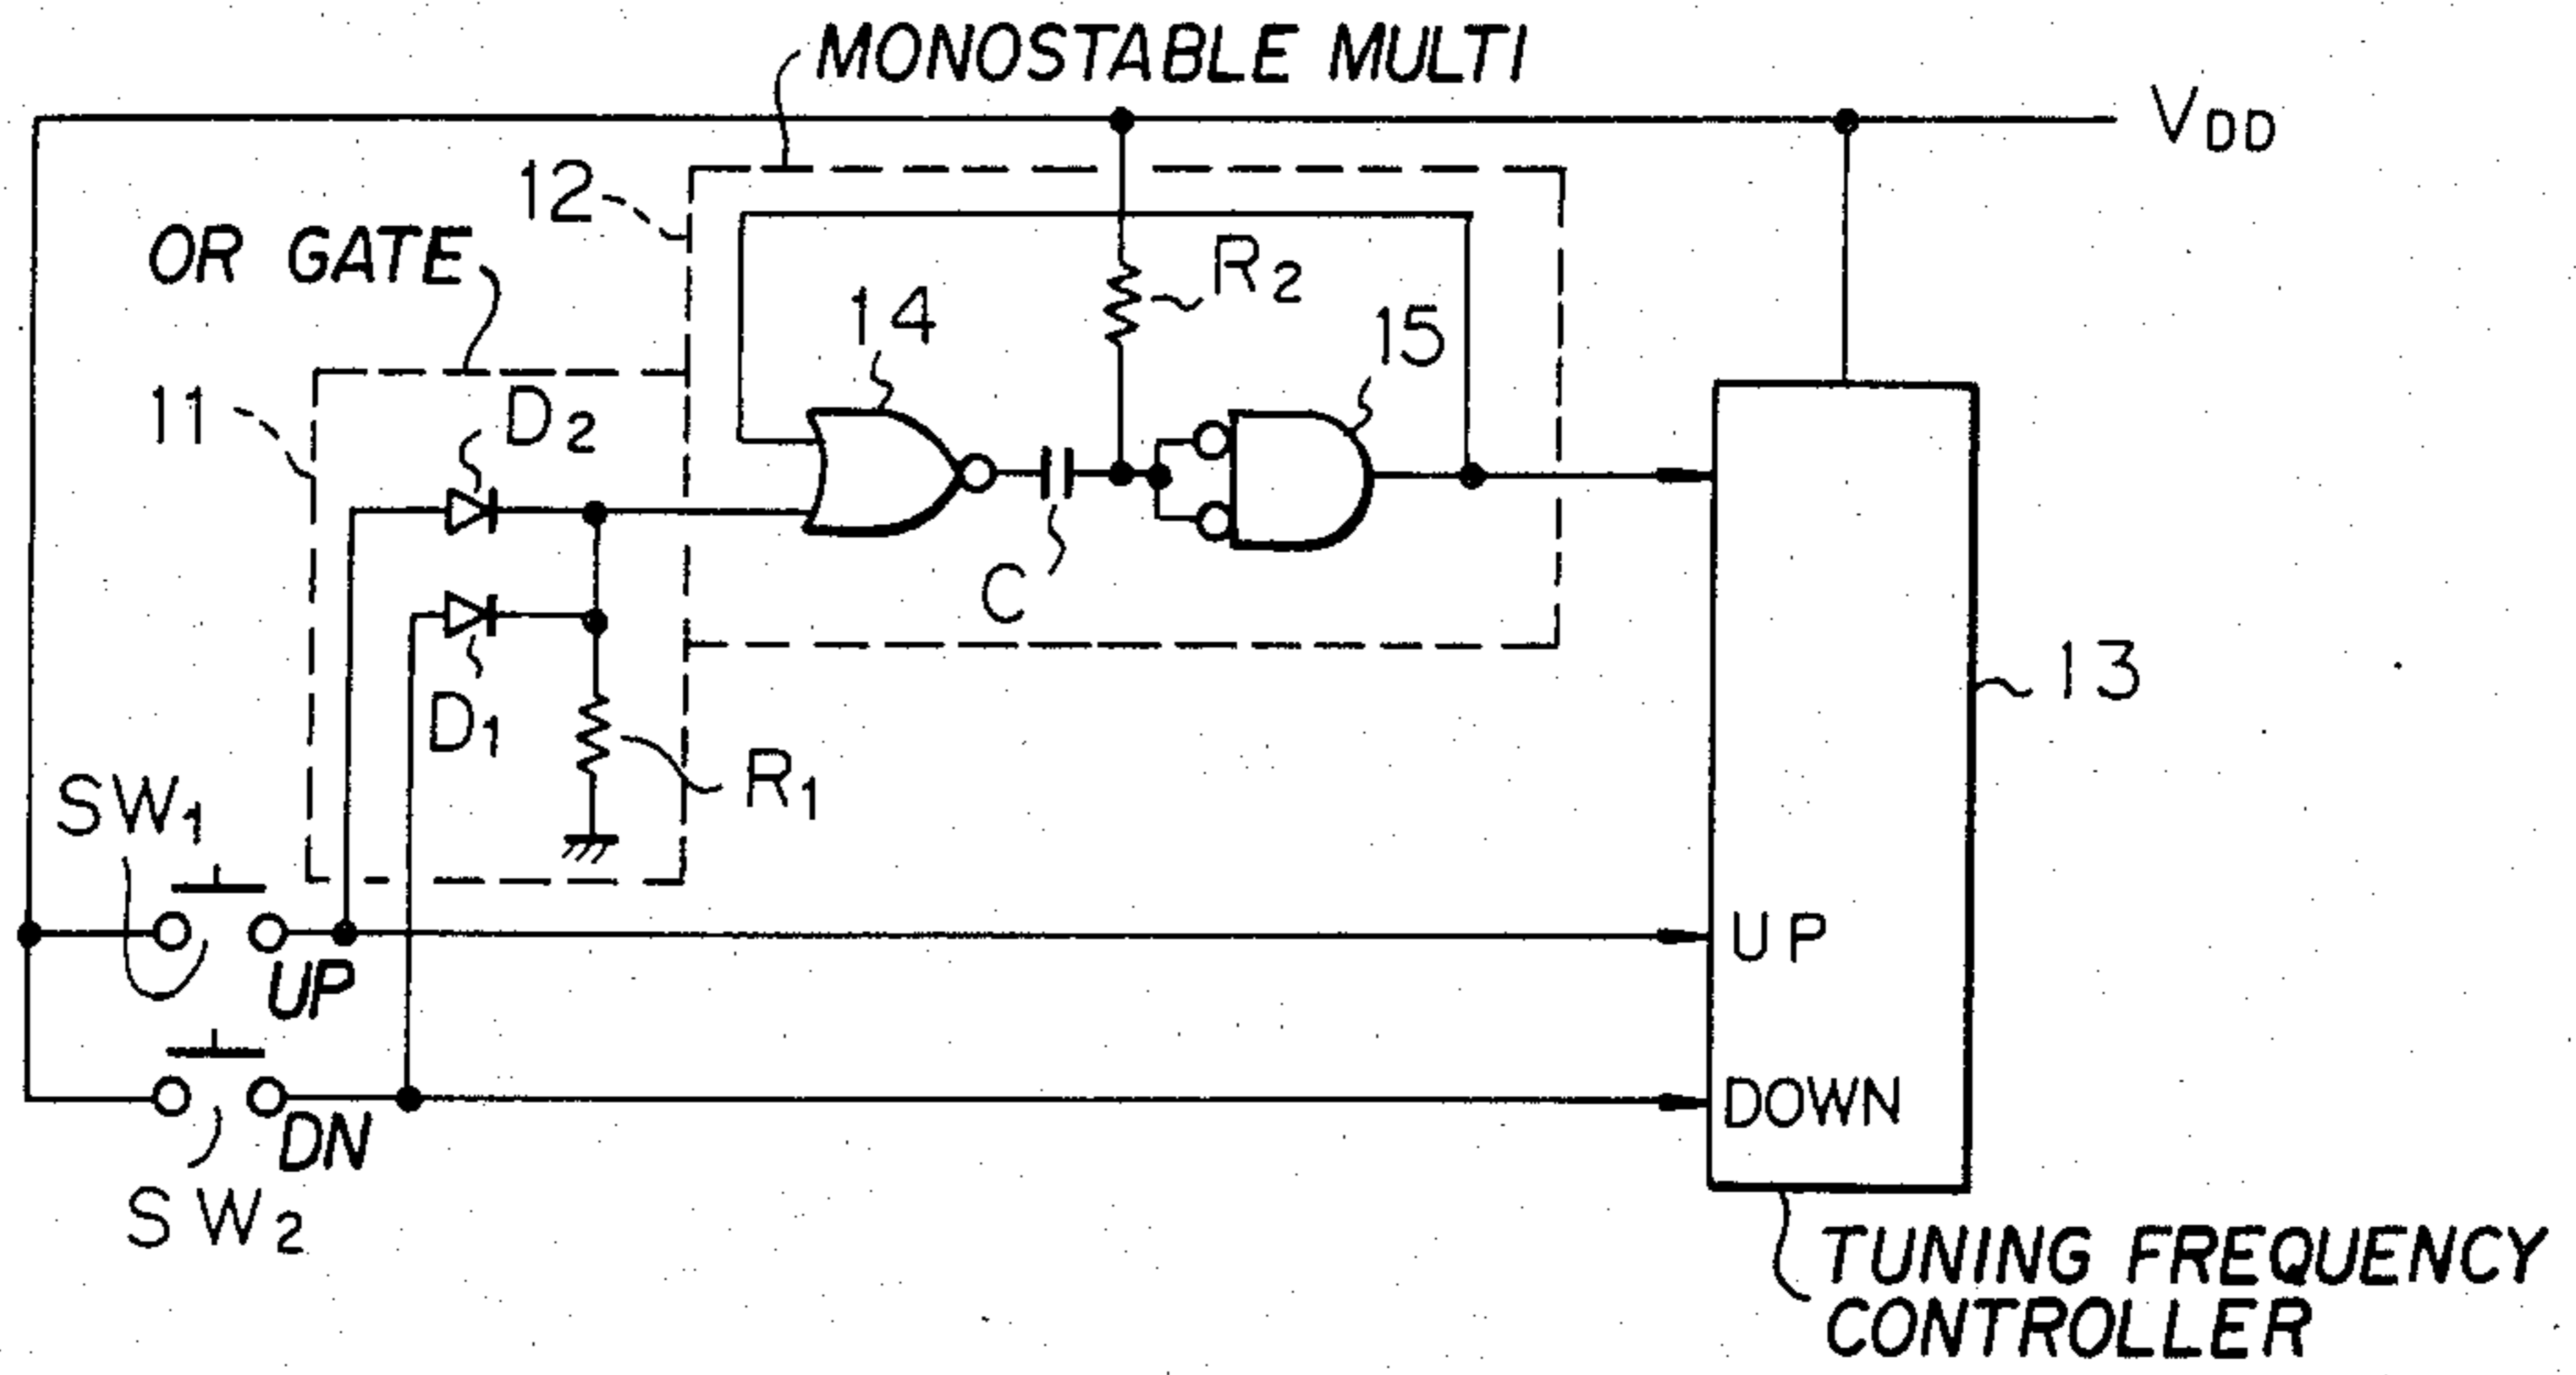 MONOSTABLE MULTI
VDD
12
OR GATE
R2
14
15
11
D2
C
13
D1
R1
SW1
UP
UP
DOWN
DN
SW2
TUNING FREQUENCY
CONTROLLER